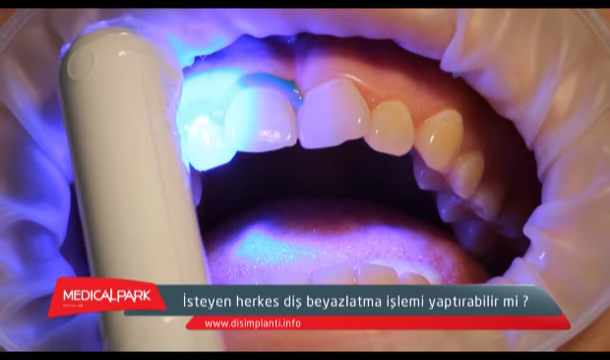 MEDICALPARK
İsteyen herkes diş beyazlatma işlemi yaptırabilir mi ?
www.disimplanti.info